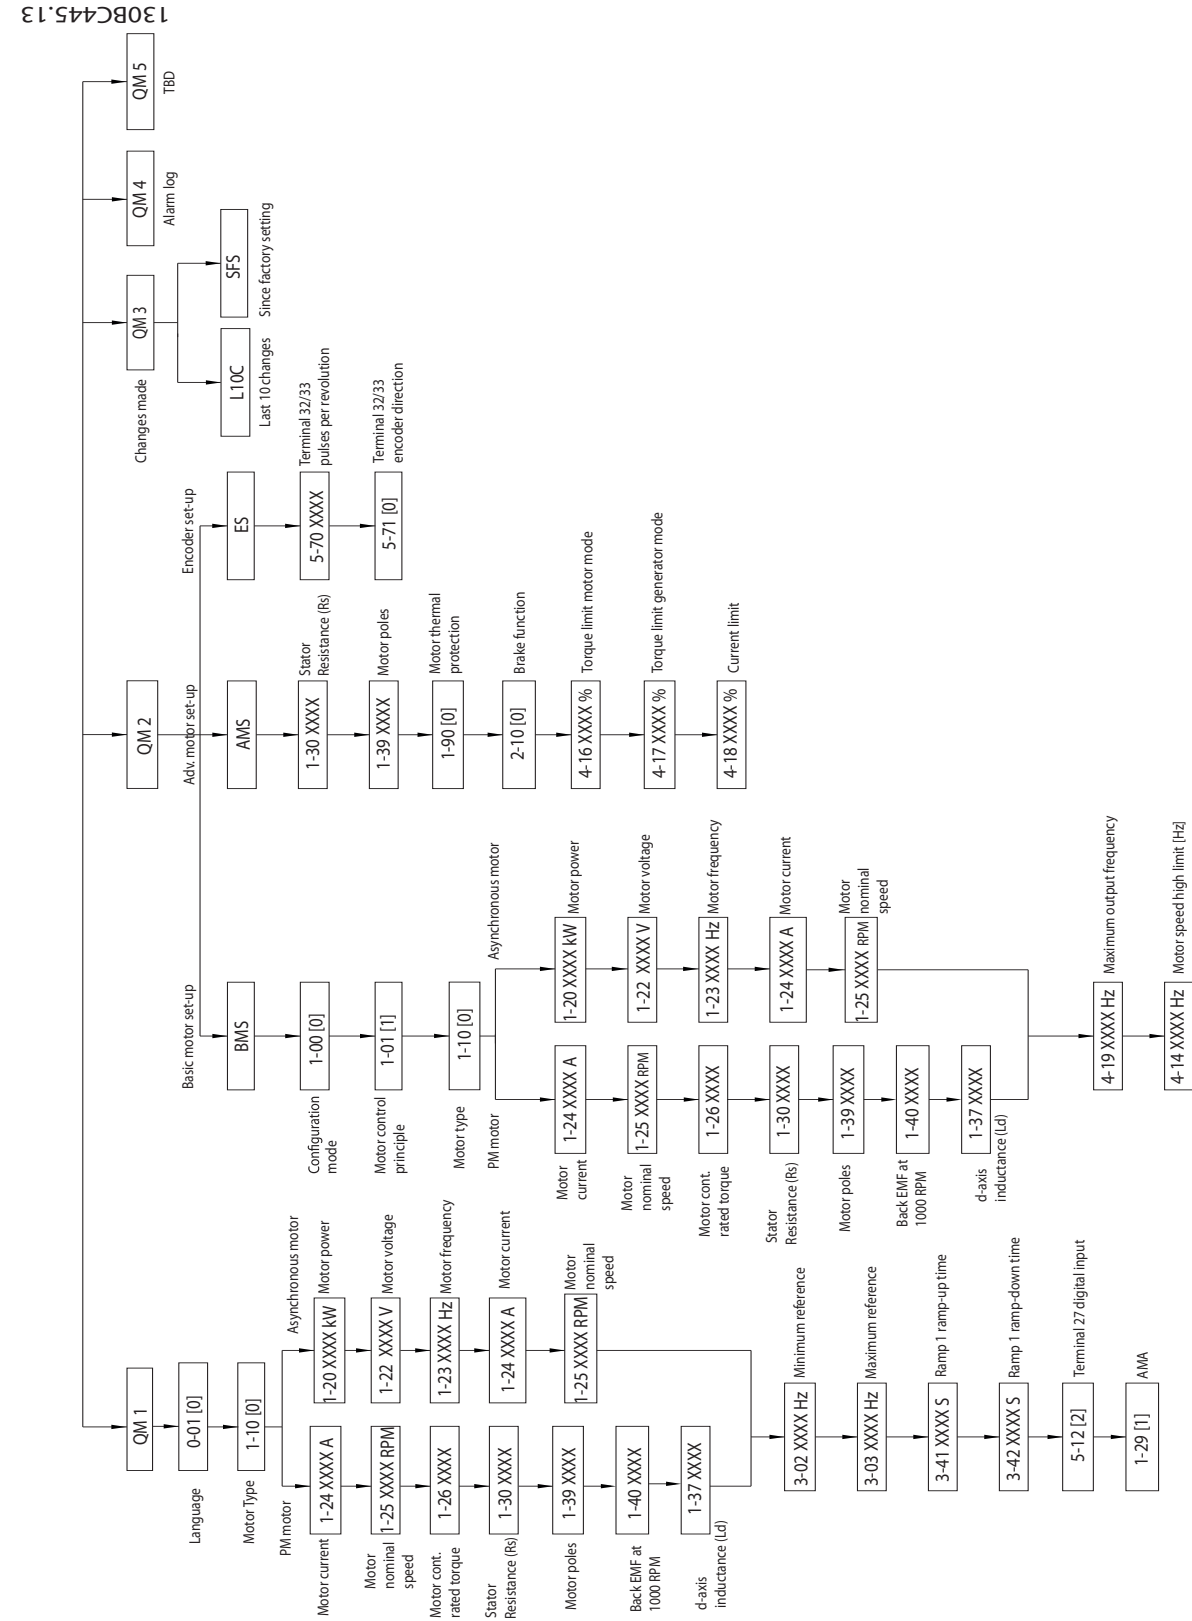 130BC445.13
QM 1
0-01 [0]
Language
1-10 [0]
Motor Type
PM motor
1-24 XXXX A
Motor current
1-25 XXXX RPM
Motor
nominal
speed
1-26 XXXX
Motor cont.
rated torque
1-30 XXXX
Stator
Resistance (Rs)
1-39 XXXX
Motor poles
1-40 XXXX
Back EMF at
1000 RPM
1-37 XXXX
d-axis
inductance (Ld)
Asynchronous motor
1-20 XXXX kW
Motor power
1-22 XXXX V
Motor voltage
1-23 XXXX Hz
Motor frequency
1-24 XXXX A
Motor current
1-25 XXXX RPM
Motor
nominal
speed
3-02 XXXX Hz
Minimum reference
3-03 XXXX Hz
Maximum reference
3-41 XXXX S
Ramp 1 ramp-up time
3-42 XXXX S
Ramp 1 ramp-down time
5-12 [2]
Terminal 27 digital input
1-29 [1]
AMA
QM 2
Basic motor set-up
BMS
1-00 [0]
Configuration
mode
1-01 [1]
Motor control
principle
1-10 [0]
Motor type
PM motor
1-24 XXXX A
Motor
current
1-25 XXXX RPM
Motor
nominal
speed
1-26 XXXX
Motor cont.
rated torque
1-30 XXXX
Stator
Resistance (Rs)
1-39 XXXX
Motor poles
1-40 XXXX
Back EMF at
1000 RPM
1-37 XXXX
d-axis
inductance (Ld)
Asynchronous motor
1-20 XXXX kW
Motor power
1-22 XXXX V
Motor voltage
1-23 XXXX Hz
Motor frequency
1-24 XXXX A
Motor current
1-25 XXXX RPM
Motor
nominal
speed
4-19 XXXX Hz
Maximum output frequency
4-14 XXXX Hz
Motor speed high limit [Hz]
Adv. motor set-up
AMS
1-30 XXXX
Stator
Resistance (Rs)
1-39 XXXX
Motor poles
1-90 [0]
Motor thermal
protection
2-10 [0]
Brake function
4-16 XXXX %
Torque limit motor mode
4-17 XXXX %
Torque limit generator mode
4-18 XXXX %
Current limit
Encoder set-up
ES
5-70 XXXX
Terminal 32/33
pulses per revolution
5-71 [0]
Terminal 32/33
encoder direction
QM 3
Changes made
L10C
Last 10 changes
SFS
Since factory setting
QM 4
Alarm log
QM 5
TBD